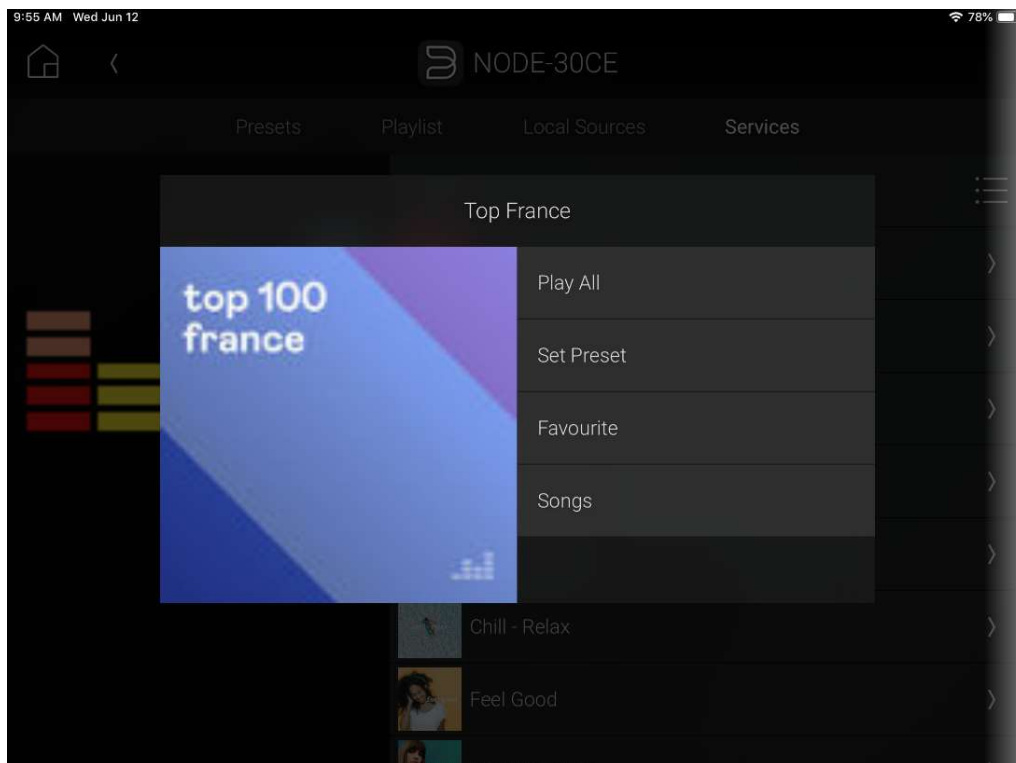 9:55 AM Wed Jun 12
78%
NODE-30CE
Presets Playlist Local Sources Services
Top France
top 100
france
Play All
Set Preset
Favourite
Songs
Chill - Relax
Feel Good